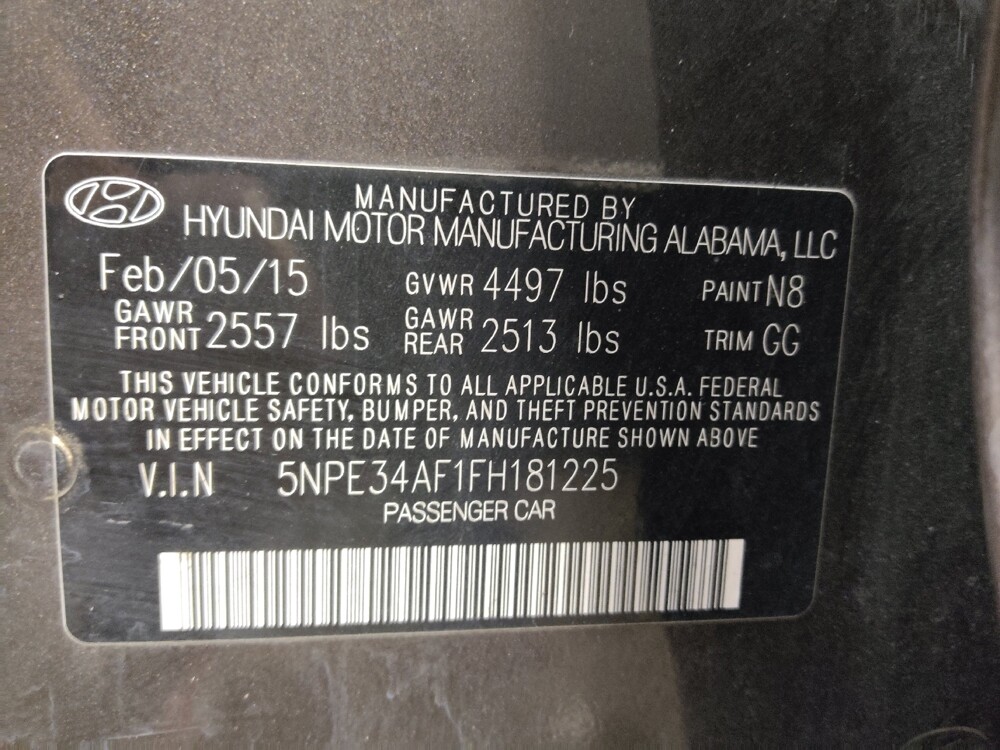 MANUFACTURED BY
HYUNDAI MOTOR MANUFACTURING ALABAMA, LLC
Feb/05/15 GVWR 4497 lbs PAINT N8
GAWR FRONT 2557 lbs GAWR REAR 2513 lbs TRIM GG
THIS VEHICLE CONFORMS TO ALL APPLICABLE U.S.A. FEDERAL
MOTOR VEHICLE SAFETY, BUMPER, AND THEFT PREVENTION STANDARDS
IN EFFECT ON THE DATE OF MANUFACTURE SHOWN ABOVE
V.I.N 5NPE34AF1FH181225
PASSENGER CAR